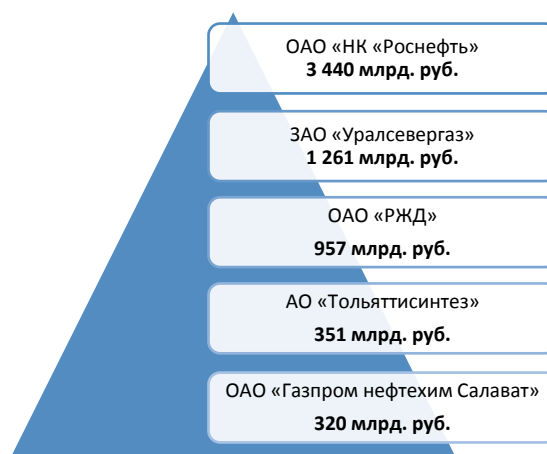 ОАО «НК «Роснефть»
3 440 млрд. руб.
ЗАО «Уралсевергаз»
1 261 млрд. руб.
ОАО «РЖД»
957 млрд. руб.
АО «Тольяттисинтез»
351 млрд. руб.
ОАО «Газпром нефтехим Салават»
320 млрд. руб.